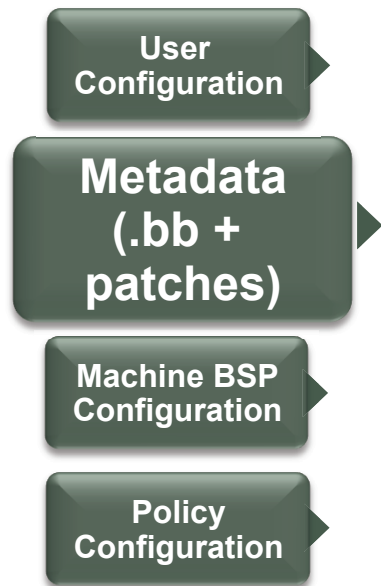 User
Configuration
Metadata
(.bb +
patches)
Machine BSP
Configuration
Policy
Configuration